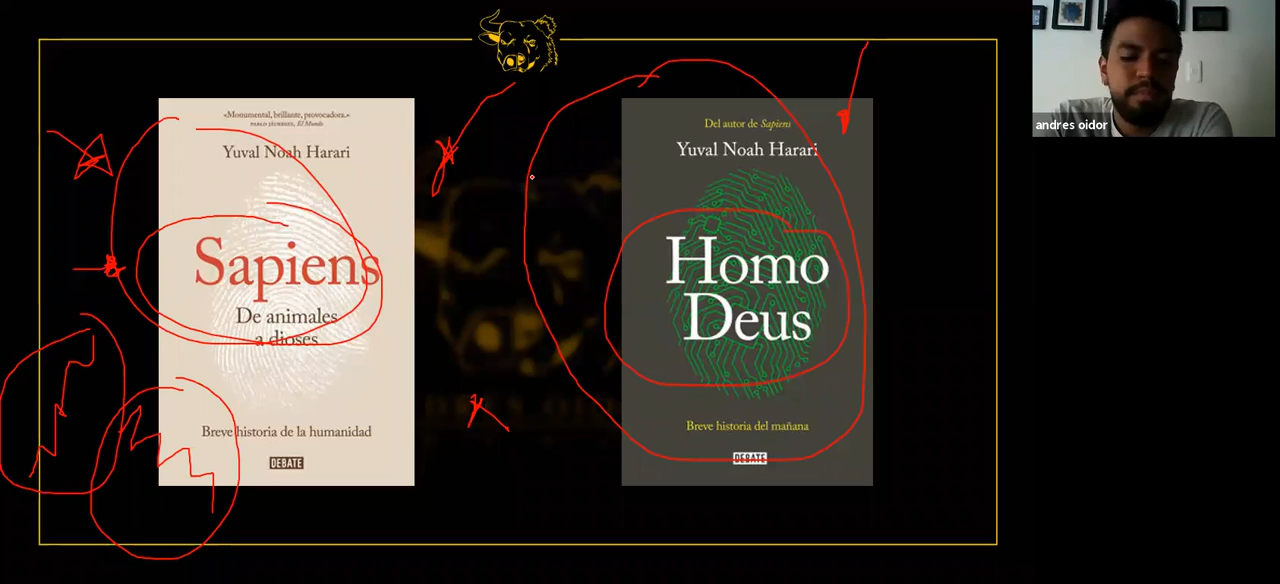 «Monumental, brillante, provocadora.»
Yuval Noah Harari
Sapiens
De animales
a dioses
Breve historia de la humanidad
DEBATE
Del autor de Sapiens
Yuval Noah Harari
Homo
Deus
Breve historia del mañana
DEBATE
andres oidor